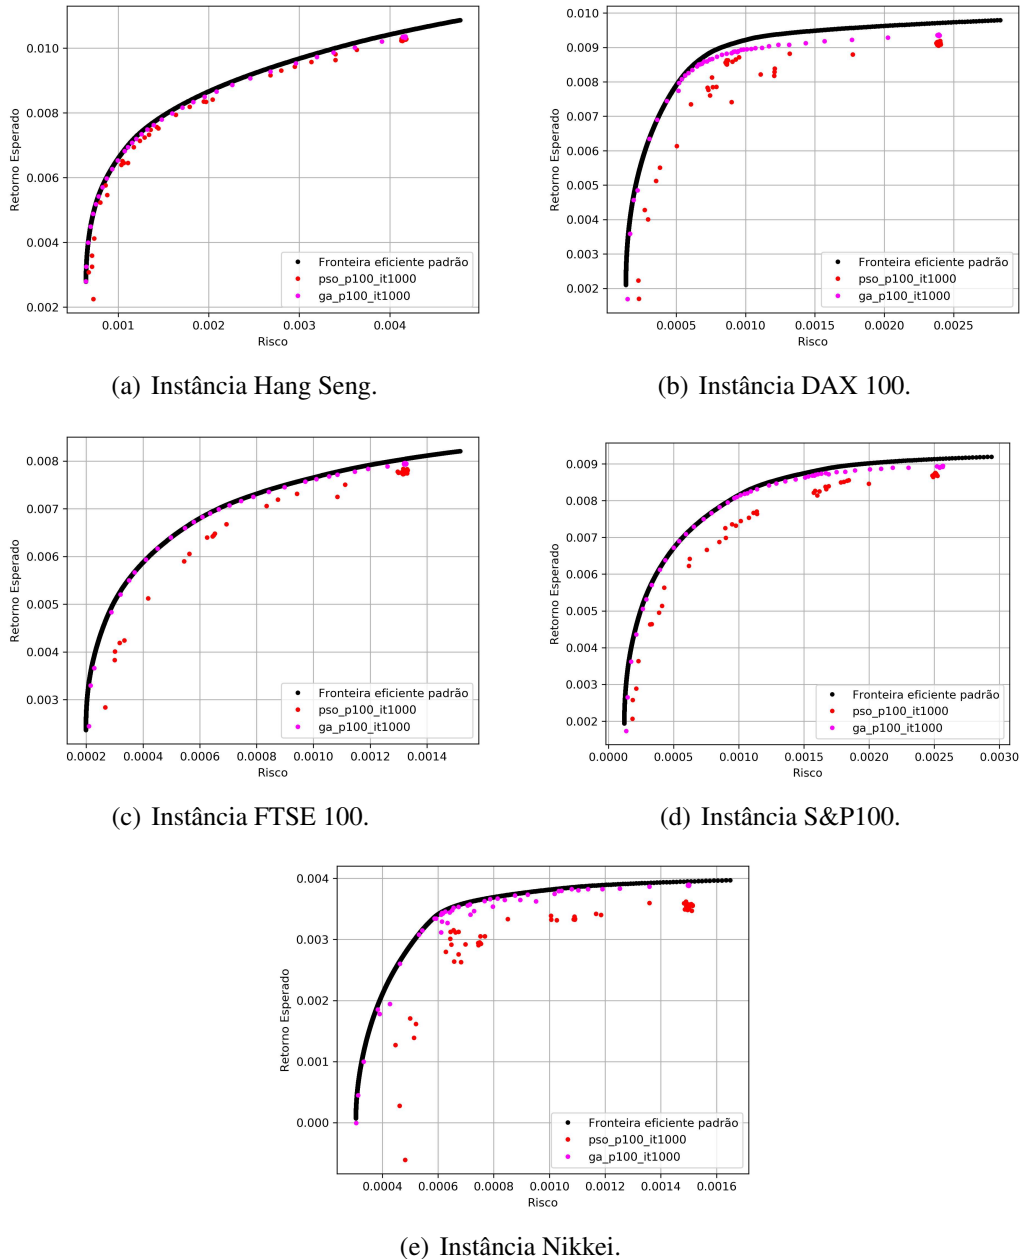 0.010
0.008
0.006
0.004
0.002
Retorno Esperado
Fronteira eficiente padrão
pso_p100_it1000
ga_p100_it1000
0.001 0.002 0.003 0.004
Risco
(a) Instância Hang Seng.
0.010
0.009
0.008
0.007
0.006
0.005
0.004
0.003
0.002
Retorno Esperado
Fronteira eficiente padrão
pso_p100_it1000
ga_p100_it1000
0.0005 0.0010 0.0015 0.0020 0.0025
Risco
(b) Instância DAX 100.
0.008
0.007
0.006
0.005
0.004
0.003
Retorno Esperado
Fronteira eficiente padrão
pso_p100_it1000
ga_p100_it1000
0.0002 0.0004 0.0006 0.0008 0.0010 0.0012 0.0014
Risco
(c) Instância FTSE 100.
0.009
0.008
0.007
0.006
0.005
0.004
0.003
0.002
Retorno Esperado
Fronteira eficiente padrão
pso_p100_it1000
ga_p100_it1000
0.0000 0.0005 0.0010 0.0015 0.0020 0.0025 0.0030
Risco
(d) Instância S&P100.
0.004
0.003
0.002
0.001
0.000
Retorno Esperado
Fronteira eficiente padrão
pso_p100_it1000
ga_p100_it1000
0.0004 0.0006 0.0008 0.0010 0.0012 0.0014 0.0016
Risco
(e) Instância Nikkei.